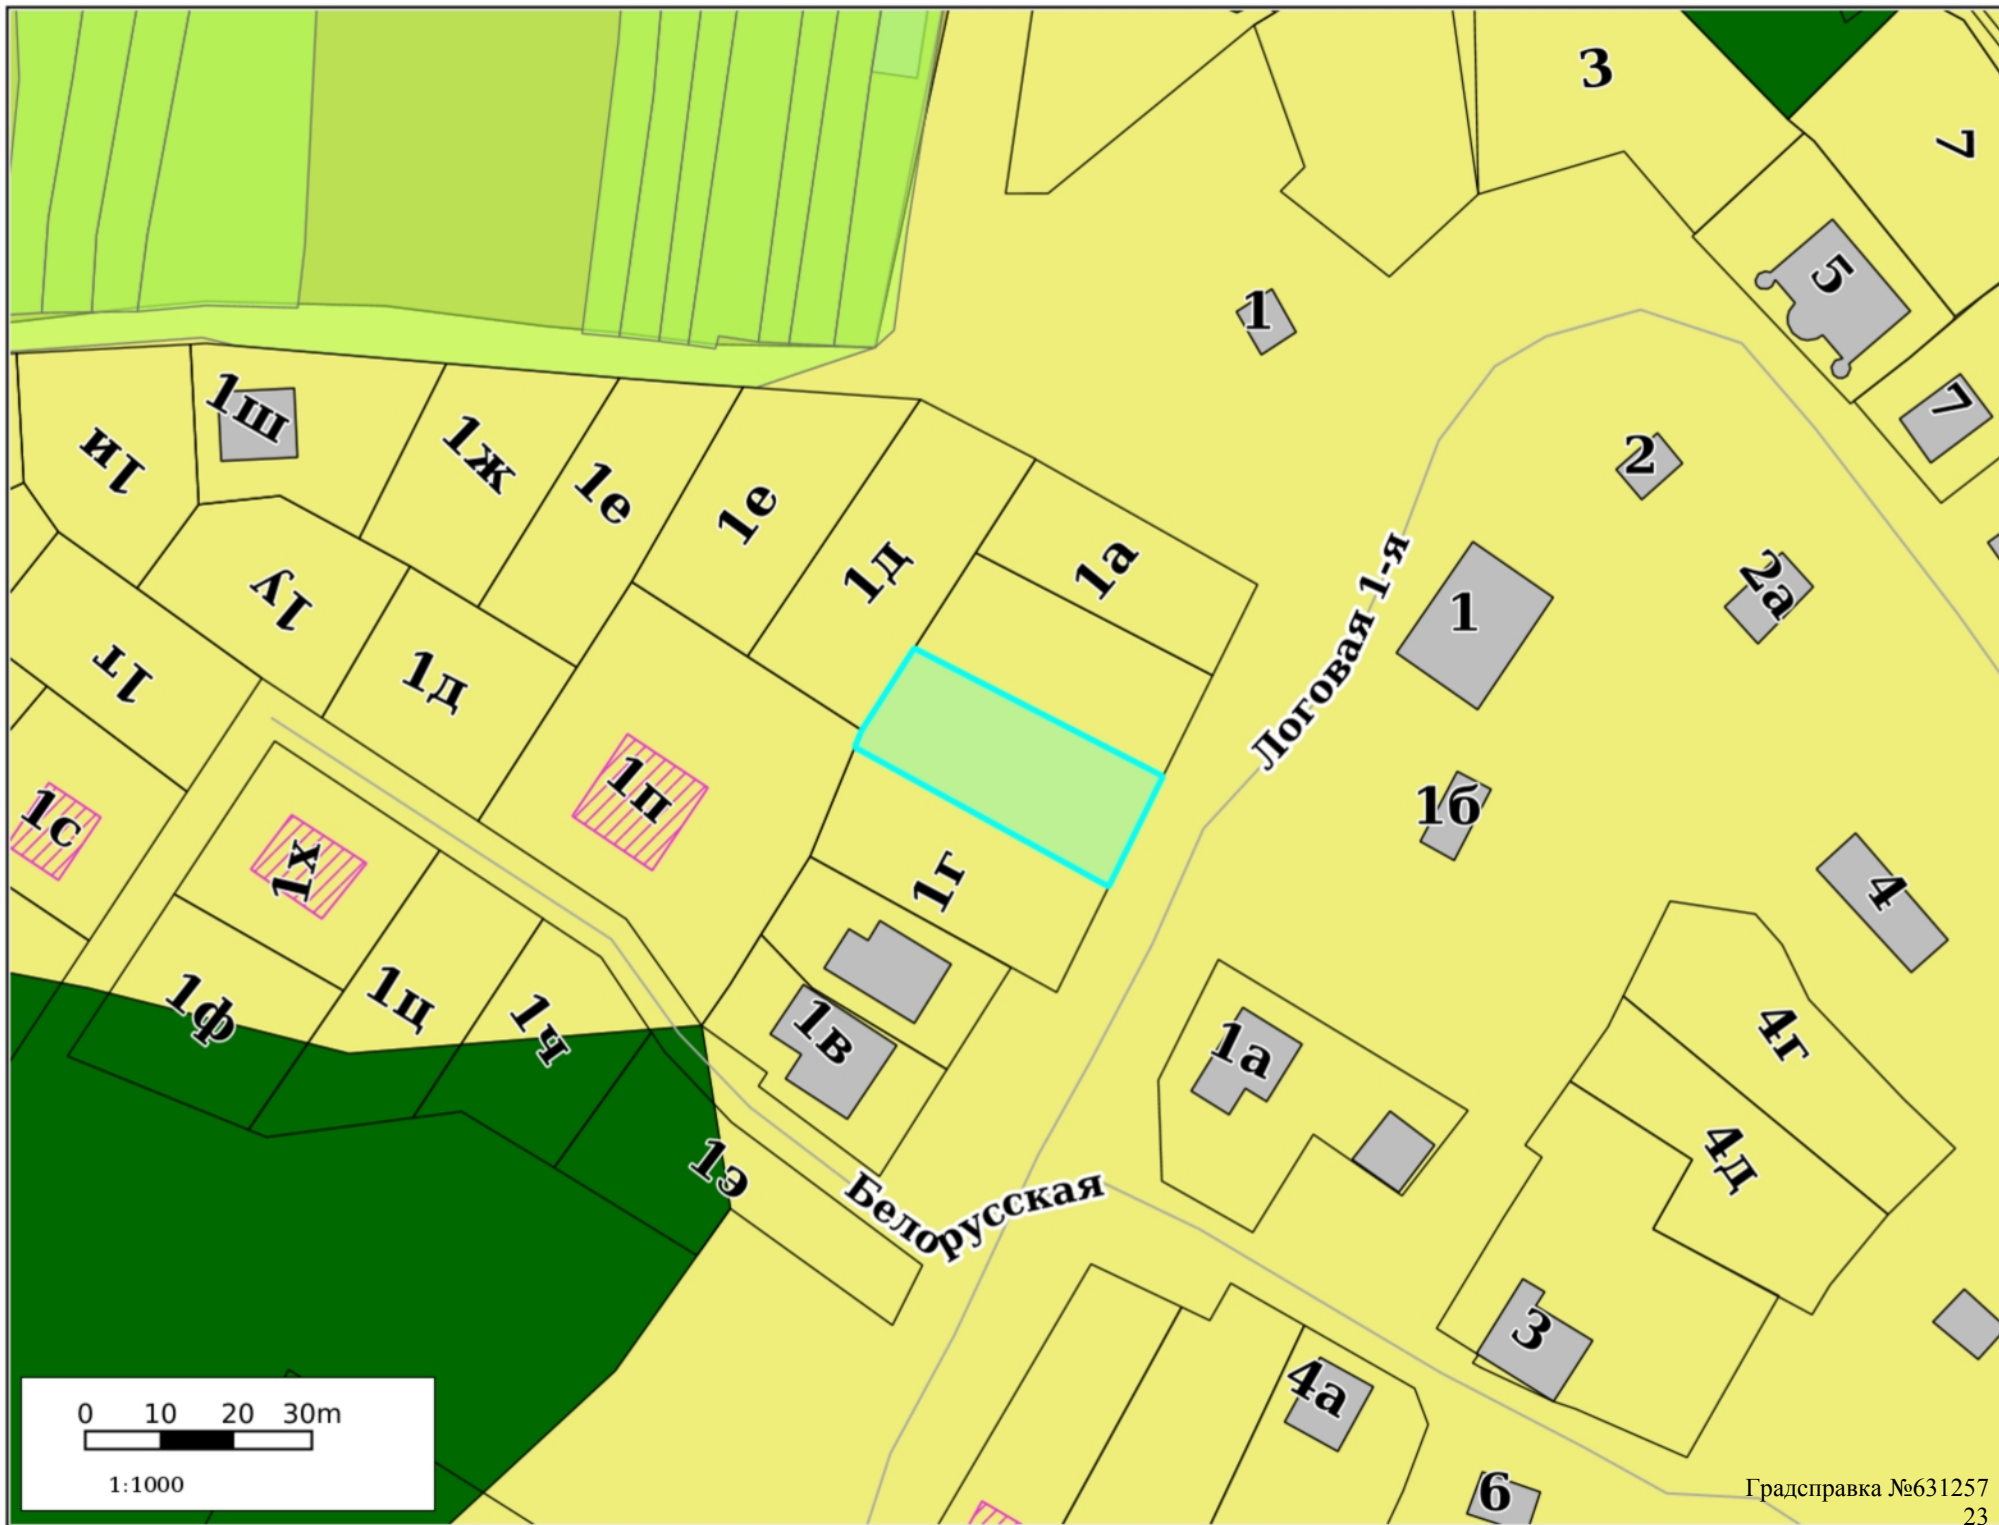 3
7
5
1
7
1ш
1и
1ж
1е
1е
1д
1а
2
2а
1у
1т
1д
Логовая 1-я
1
1п
1с
1х
1б
1г
4
1ф
1ц
1ч
1в
1а
4г
4д
1э
Белорусская
3
4а
6
0 10 20 30m
1:1000
Градсправка №631257
23